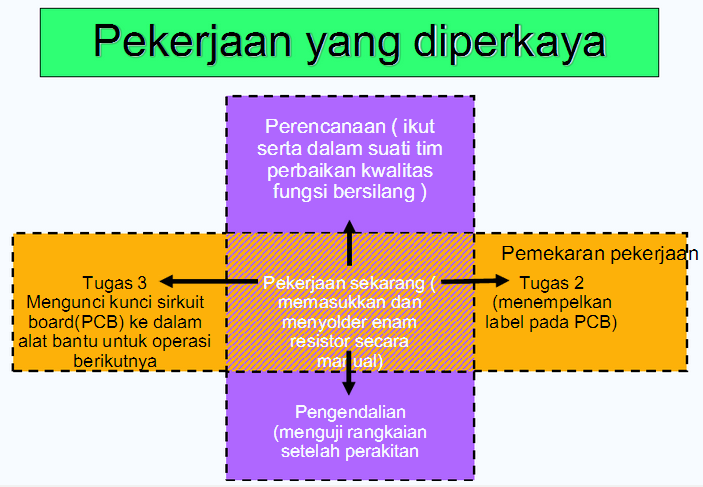 Pekerjaan yang diperkaya
Perencanaan ( ikut
serta dalam suati tim
perbaikan kwalitas
fungsi bersilang )
Pemekaran pekerjaan
Tugas 3
Mengunci kunci sirkuit
board(PCB) ke dalam
alat bantu untuk operasi
berikutnya
Pekerjaan sekarang (
memasukkan dan
menyolder enam
resistor secara
manual)
Tugas 2
(menempelkan
label pada PCB)
Pengendalian
(menguji rangkaian
setelah perakitan